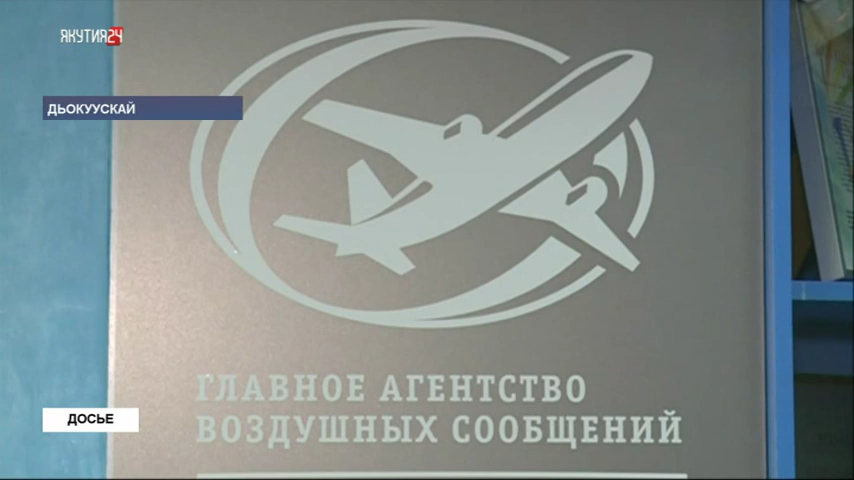 ЯКУТИЯ24
ДЬОКУУСКАЙ
ГЛАВНОЕ АГЕНТСТВО
ВОЗДУШНЫХ СООБЩЕНИЙ
ДОСЬЕ